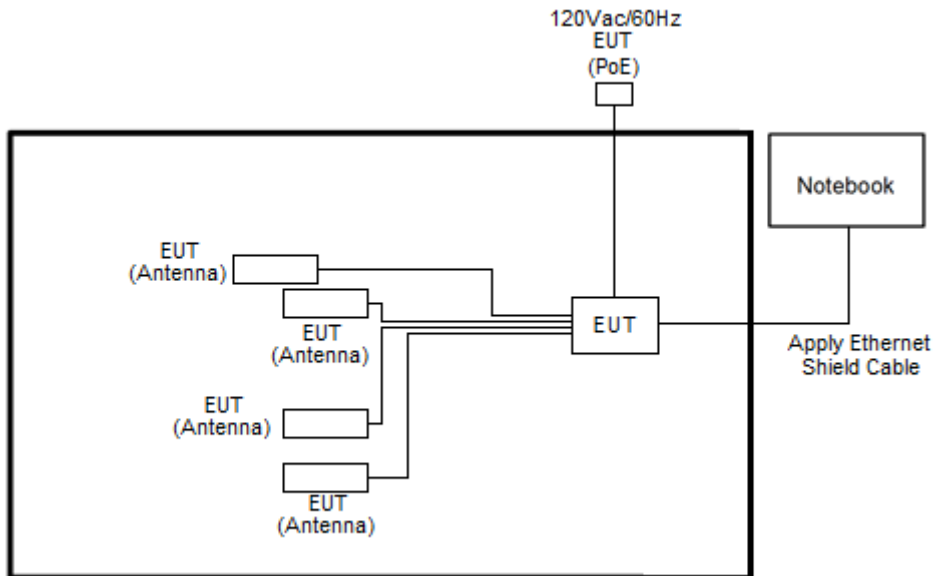 120Vac/60Hz
EUT
(PoE)
Notebook
EUT
(Antenna)
EUT
(Antenna)
EUT
Apply Ethernet
Shield Cable
EUT
(Antenna)
EUT
(Antenna)